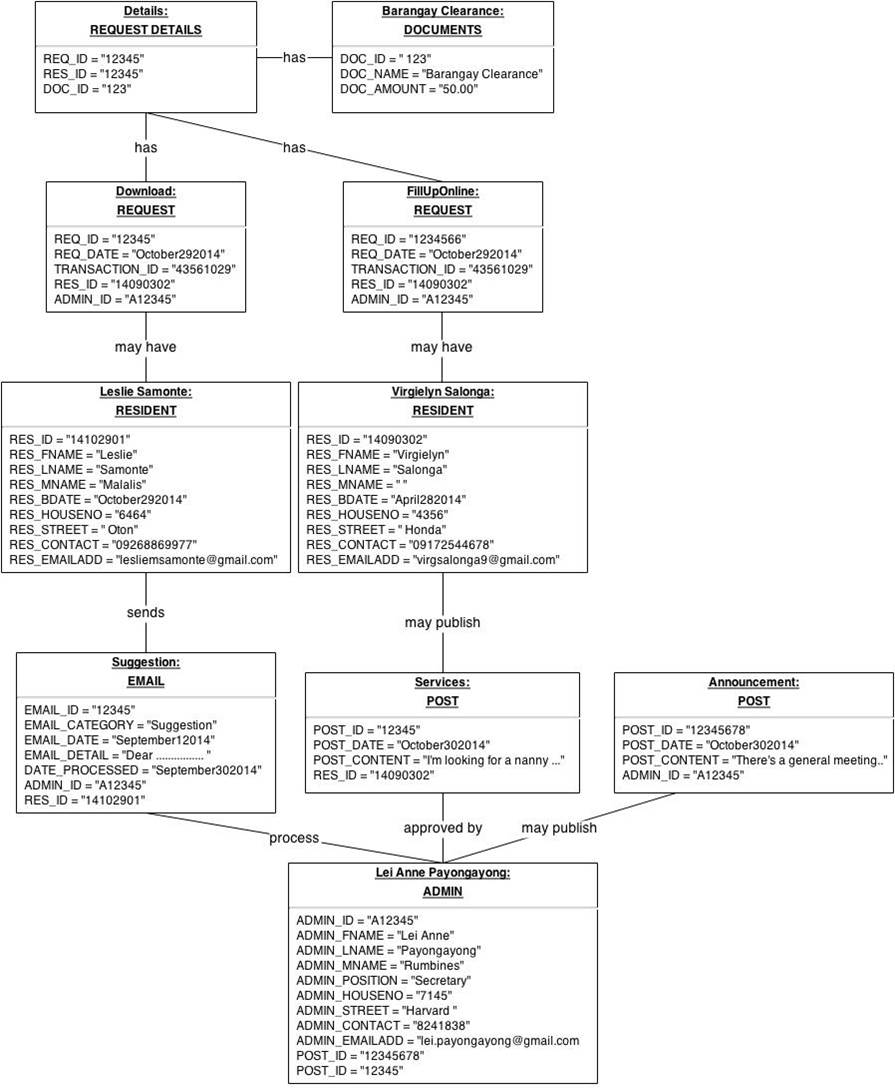 Details:
REQUEST DETAILS
REQ_ID = "12345"
RES_ID = "12345"
DOC_ID = "123"
has
Barangay Clearance:
DOCUMENTS
DOC_ID = " 123"
DOC_NAME = "Barangay Clearance"
DOC_AMOUNT = "50.00"
has
has
Download:
REQUEST
REQ_ID = "12345"
REQ_DATE = "October292014"
TRANSACTION_ID = "43561029"
RES_ID = "14090302"
ADMIN_ID = "A12345"
FillUpOnline:
REQUEST
REQ_ID = "1234566"
REQ_DATE = "October292014"
TRANSACTION_ID = "43561029"
RES_ID = "14090302"
ADMIN_ID = "A12345"
may have
may have
Leslie Samonte:
RESIDENT
RES_ID = "14102901"
RES_FNAME = "Leslie"
RES_LNAME = "Samonte"
RES_MNAME = "Malalis"
RES_BDATE = "October292014"
RES_HOUSENO = "6464"
RES_STREET = " Oton"
RES_CONTACT = "09268869977"
RES_EMAILADD = "lesliemsamonte@gmail.com"
Virgielyn Salonga:
RESIDENT
RES_ID = "14090302"
RES_FNAME = "Virgielyn"
RES_LNAME = "Salonga"
RES_MNAME = " "
RES_BDATE = "April282014"
RES_HOUSENO = "4356"
RES_STREET = " Honda"
RES_CONTACT = "09172544678"
RES_EMAILADD = "virgsalonga9@gmail.com"
sends
may publish
Suggestion:
EMAIL
EMAIL_ID = "12345"
EMAIL_CATEGORY = "Suggestion"
EMAIL_DATE = "September12014"
EMAIL_DETAIL = "Dear ................ "
DATE_PROCESSED = "September302014"
ADMIN_ID = "A12345"
RES_ID = "14102901"
Services:
POST
POST_ID = "12345"
POST_DATE = "October302014"
POST_CONTENT = "I'm looking for a nanny ..."
RES_ID = "14090302"
Announcement:
POST
POST_ID = "12345678"
POST_DATE = "October302014"
POST_CONTENT = "There's a general meeting.."
ADMIN_ID = "A12345"
process
approved by
may publish
Lei Anne Payongayong:
ADMIN
ADMIN_ID = "A12345"
ADMIN_FNAME = "Lei Anne"
ADMIN_LNAME = "Payongayong"
ADMIN_MNAME = "Rumbines"
ADMIN_POSITION = "Secretary"
ADMIN_HOUSENO = "7145"
ADMIN_STREET = "Harvard "
ADMIN_CONTACT = "8241838"
ADMIN_EMAILADD = "lei.payongayong@gmail.com
POST_ID = "12345678"
POST_ID = "12345"